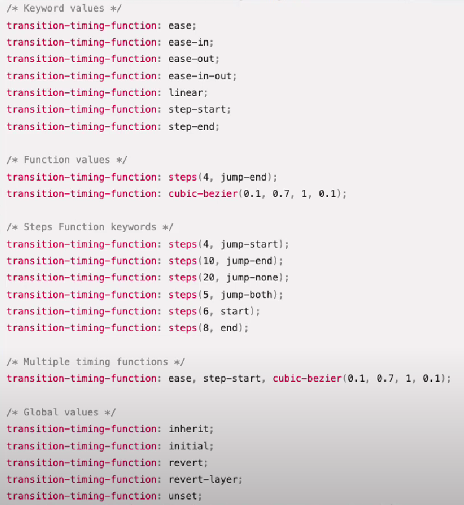 /* Keyword values */
transition-timing-function: ease;
transition-timing-function: ease-in;
transition-timing-function: ease-out;
transition-timing-function: ease-in-out;
transition-timing-function: linear;
transition-timing-function: step-start;
transition-timing-function: step-end;
/* Function values */
transition-timing-function: steps(4, jump-end);
transition-timing-function: cubic-bezier(0.1, 0.7, 1, 0.1);
/* Steps Function keywords */
transition-timing-function: steps(4, jump-start);
transition-timing-function: steps(10, jump-end);
transition-timing-function: steps(20, jump-none);
transition-timing-function: steps(5, jump-both);
transition-timing-function: steps(6, start);
transition-timing-function: steps(8, end);
/* Multiple timing functions */
transition-timing-function: ease, step-start, cubic-bezier(0.1, 0.7, 1, 0.1);
/* Global values */
transition-timing-function: inherit;
transition-timing-function: initial;
transition-timing-function: revert;
transition-timing-function: revert-layer;
transition-timing-function: unset;